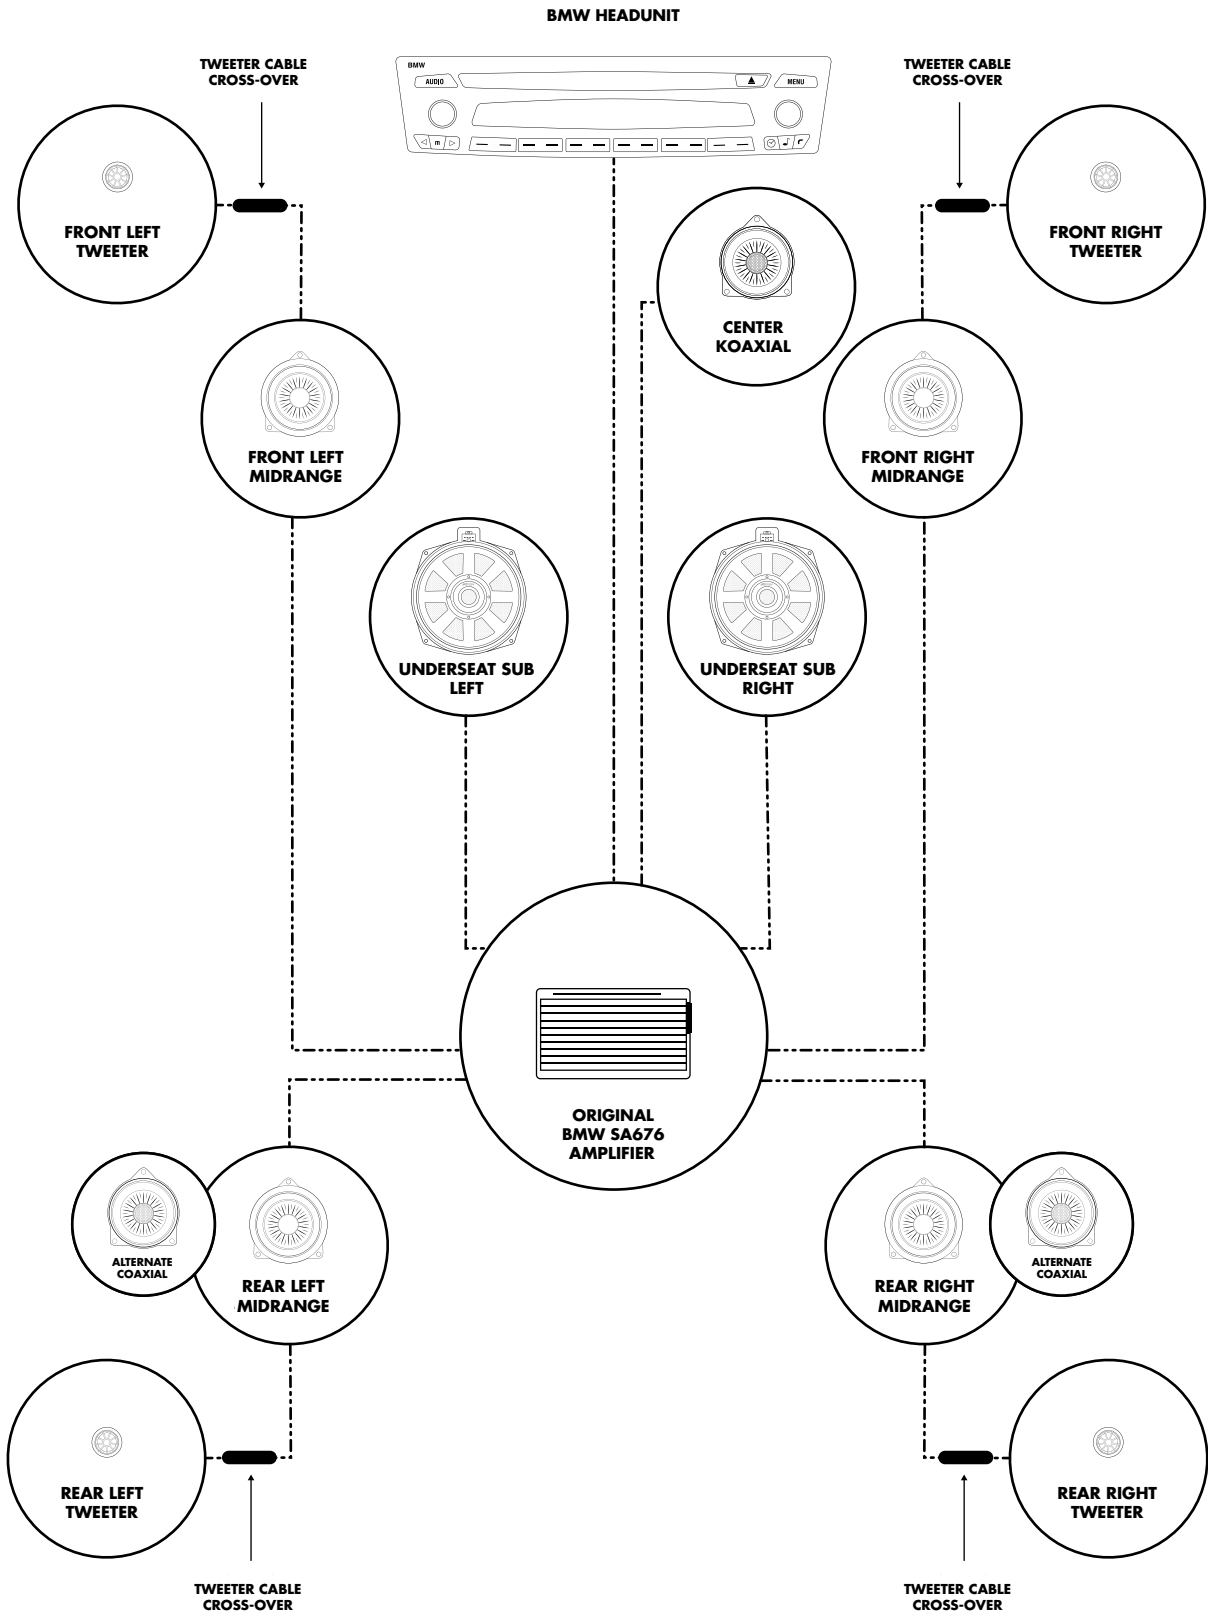 BMW HEADUNIT
TWEETER CABLE
CROSS-OVER
TWEETER CABLE
CROSS-OVER
BMW
AUDIO
MENU
m
FRONT LEFT
TWEETER
FRONT RIGHT
TWEETER
CENTER
KOAXIAL
FRONT LEFT
MIDRANGE
FRONT RIGHT
MIDRANGE
UNDERSEAT SUB
LEFT
UNDERSEAT SUB
RIGHT
ORIGINAL
BMW SA676
AMPLIFIER
ALTERNATE
COAXIAL
REAR LEFT
MIDRANGE
REAR RIGHT
MIDRANGE
ALTERNATE
COAXIAL
REAR LEFT
TWEETER
REAR RIGHT
TWEETER
TWEETER CABLE
CROSS-OVER
TWEETER CABLE
CROSS-OVER